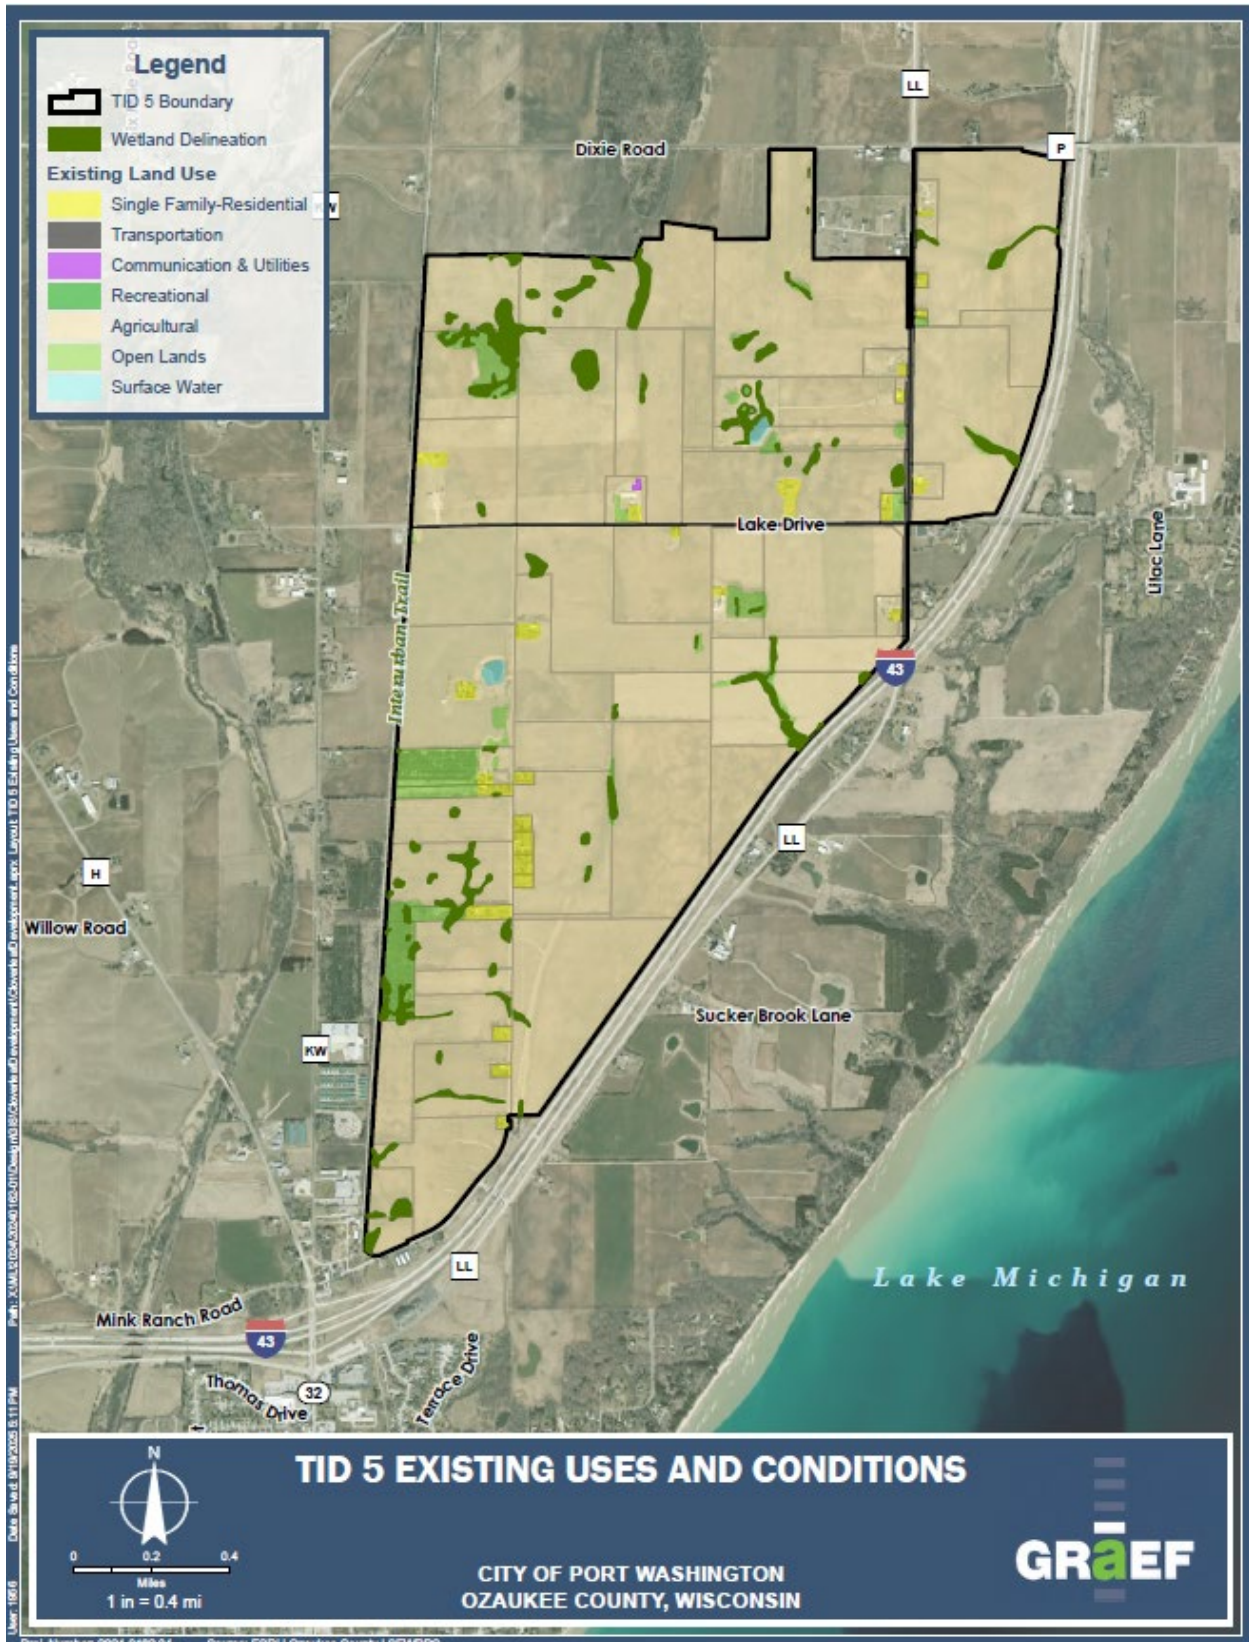 Legend
TID 5 Boundary
Wetland Delineation
Existing Land Use
Single Family-Residential
Transportation
Communication & Utilities
Recreational
Agricultural
Open Lands
Surface Water
LL
Dixie Road
P
KW
Lake Drive
Lilac Lane
Interurban Trail
43
LL
H
Willow Road
Sucker Brook Lane
KW
Lake Michigan
LL
Mink Ranch Road
43
Thomas Drive
32
Terrace Drive
N
0 0.2 0.4
Miles
1 in = 0.4 mi
TID 5 EXISTING USES AND CONDITIONS
CITY OF PORT WASHINGTON
OZAUKEE COUNTY, WISCONSIN
GRaEF